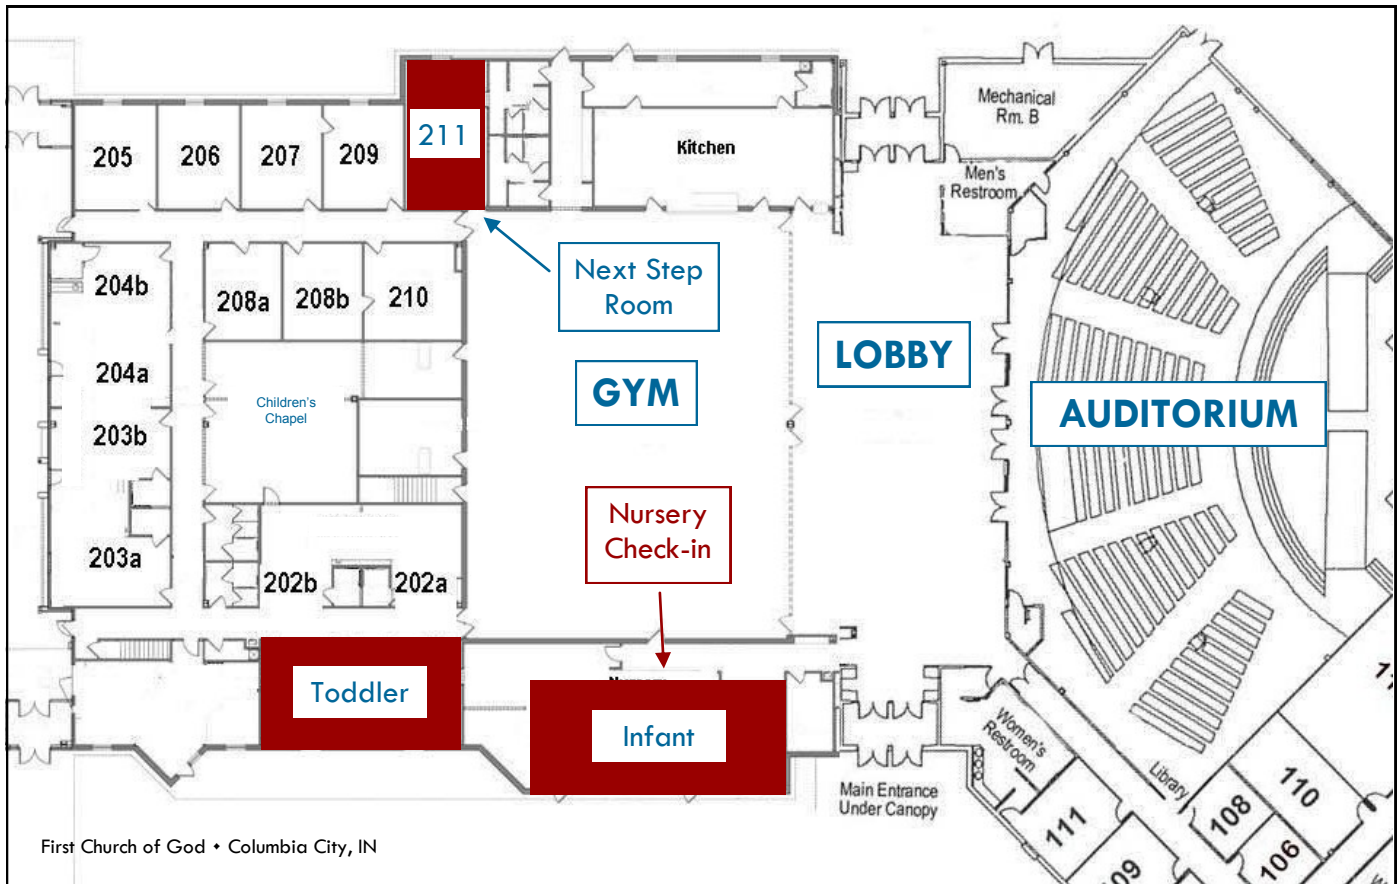 Mechanical
Rm. B
211
205
206
207
209
Kitchen
Men's
Restroom
Next Step
Room
204b
208a
208b
210
LOBBY
GYM
204a
Children's
Chapel
AUDITORIUM
203b
Nursery
Check-in
203a
202b
202a
Toddler
Infant
Women's
Restroom
Library
Main Entrance
Under Canopy
111
108
110
106
First Church of God • Columbia City, IN